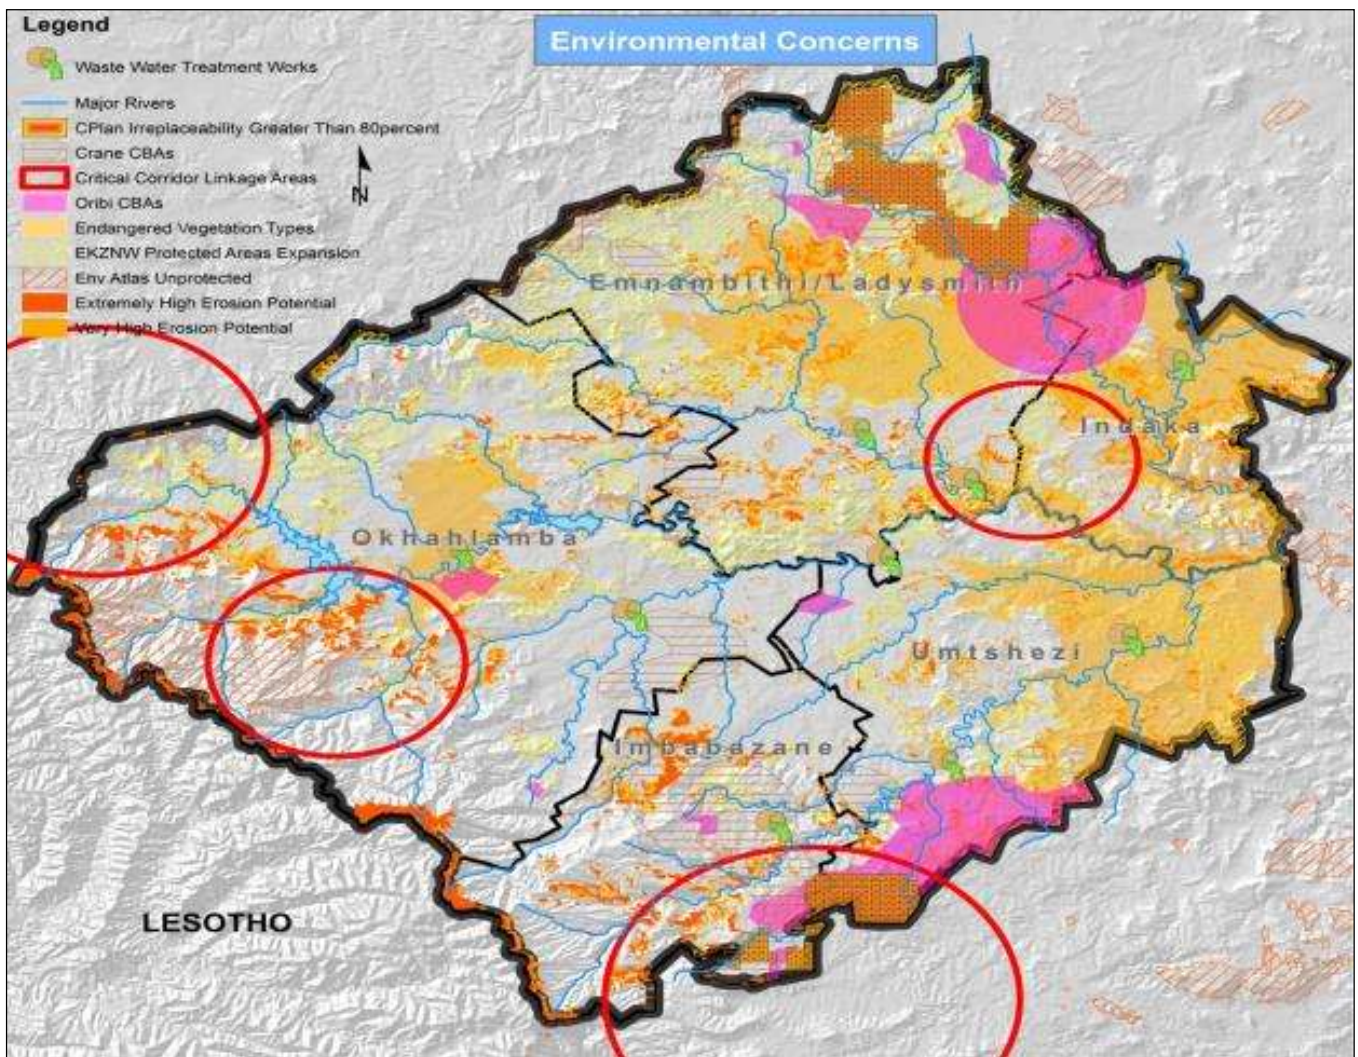 Legend
Environmental Concerns
Waste Water Treatment Works
Major Rivers
CPlan Irreplaceability Greater Than 80percent
Crane CBAs
Critical Corridor Linkage Areas
N
Oribi CBAs
Endangered Vegetation Types
EKZNW Protected Areas Expansion
Env Atlas Unprotected
Extremely High Erosion Potential
Very High Erosion Potential
Emnambithi/Ladysmith
Indaka
Okhahlamba
Umtshezi
Imbabazane
LESOTHO